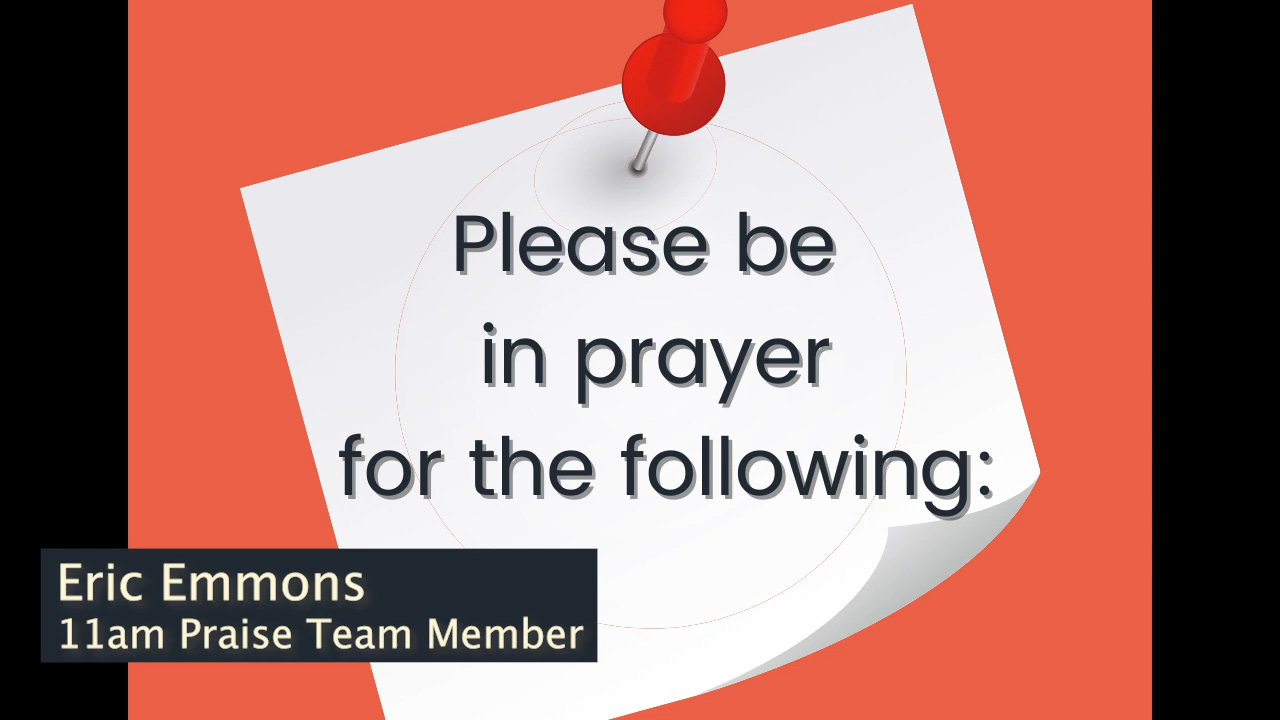 Please be
in prayer
for the following:
Eric Emmons
11am Praise Team Member